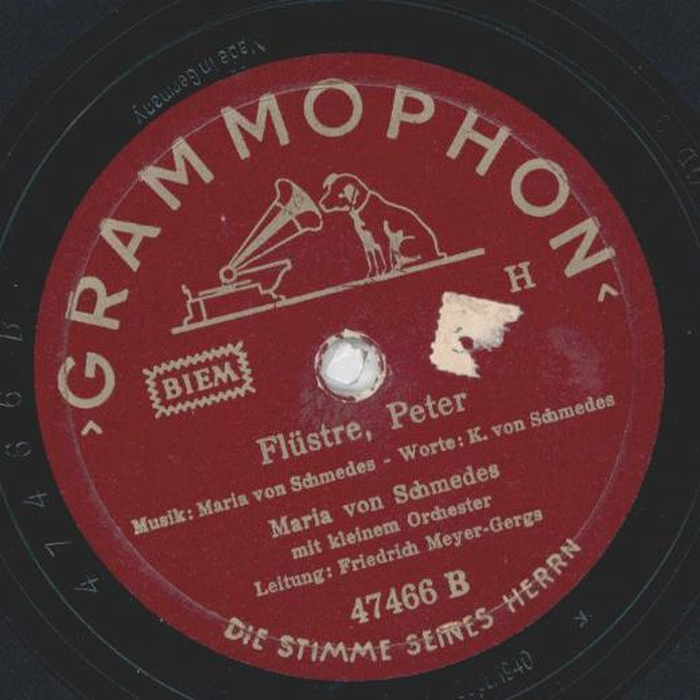 Made in Germany
›GRAMMOPHON‹
H
BIEM
Flüstre, Peter
Musik: Maria von Schmedes - Worte: K. von Schmedes
Maria von Schmedes
mit kleinem Orchester
Leitung: Friedrich Meyer-Gergs
47466 B
DIE STIMME SEINES HERRN
47466 B
K